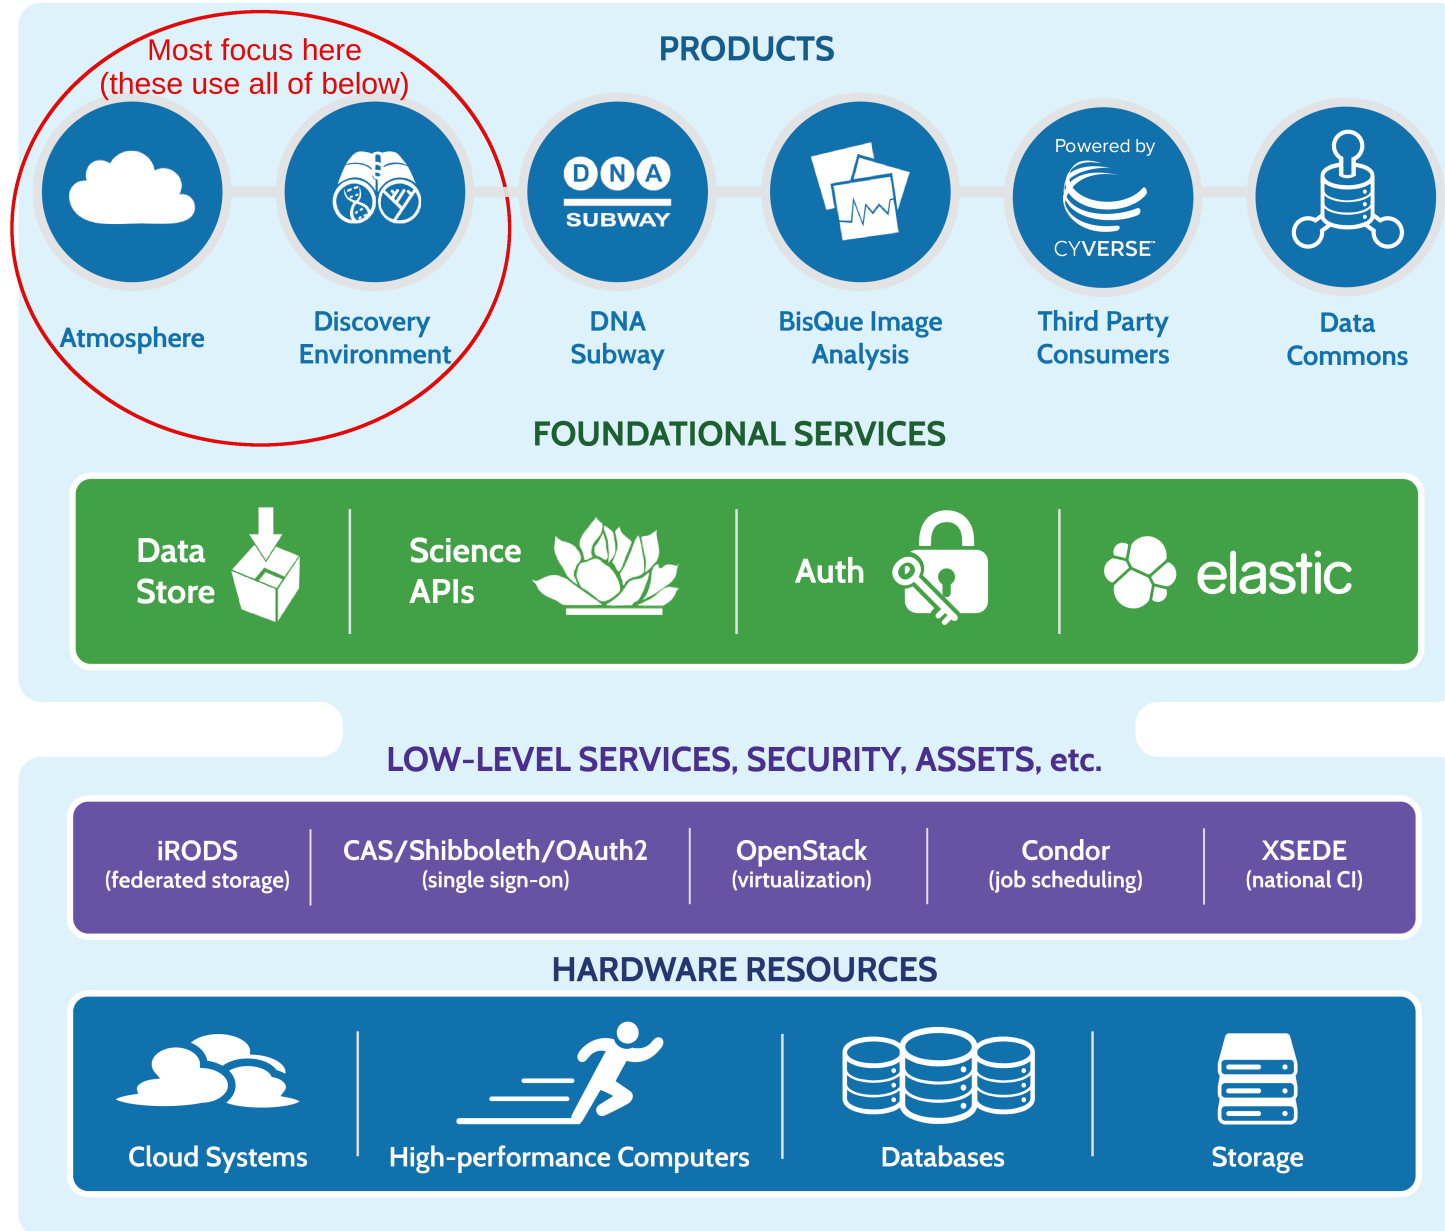 Most focus here
(these use all of below)
PRODUCTS
DNA
SUBWAY
Powered by
CYVERSE™
Atmosphere
Discovery
Environment
DNA
Subway
BisQue Image
Analysis
Third Party
Consumers
Data
Commons
FOUNDATIONAL SERVICES
Data
Store
Science
APIs
Auth
elastic
LOW-LEVEL SERVICES, SECURITY, ASSETS, etc.
iRODS
(federated storage)
CAS/Shibboleth/OAuth2
(single sign-on)
OpenStack
(virtualization)
Condor
(job scheduling)
XSEDE
(national CI)
HARDWARE RESOURCES
Cloud Systems
High-performance Computers
Databases
Storage